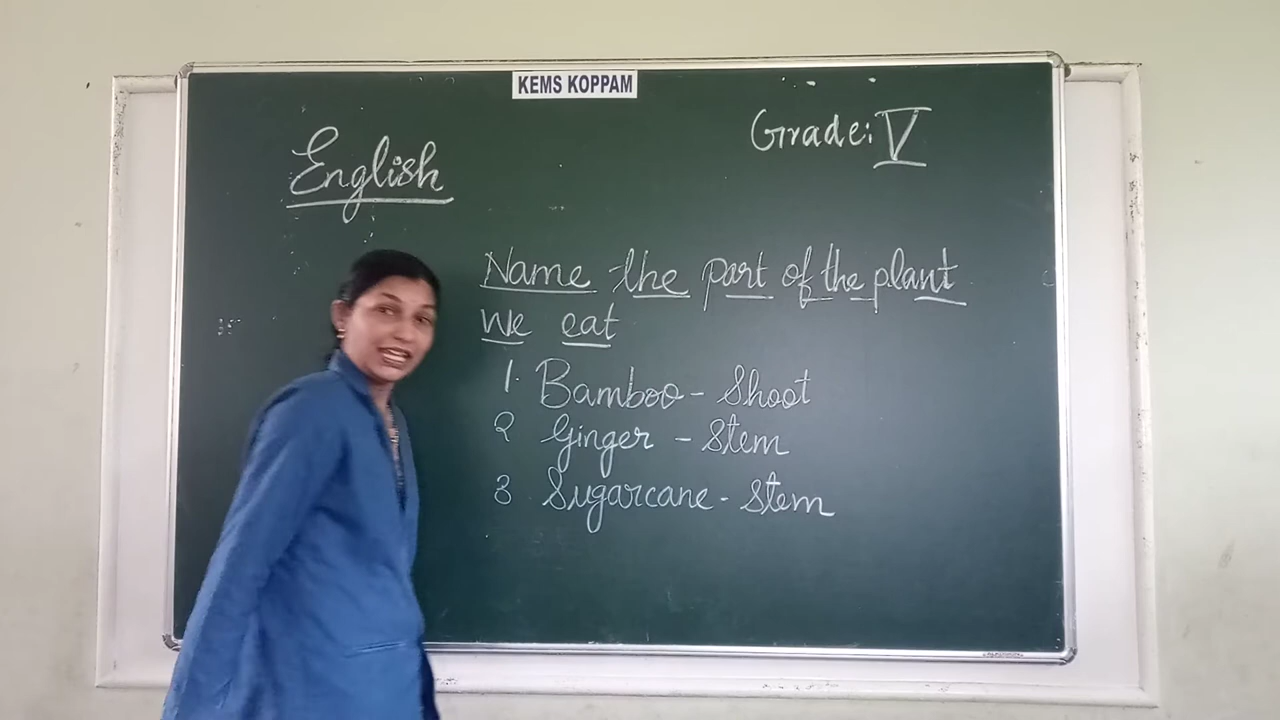 KEMS KOPPAM
English
Grade: V
Name the part of the plant
we eat
1. Bamboo - Shoot
2 Ginger - Stem
3 Sugarcane - Stem